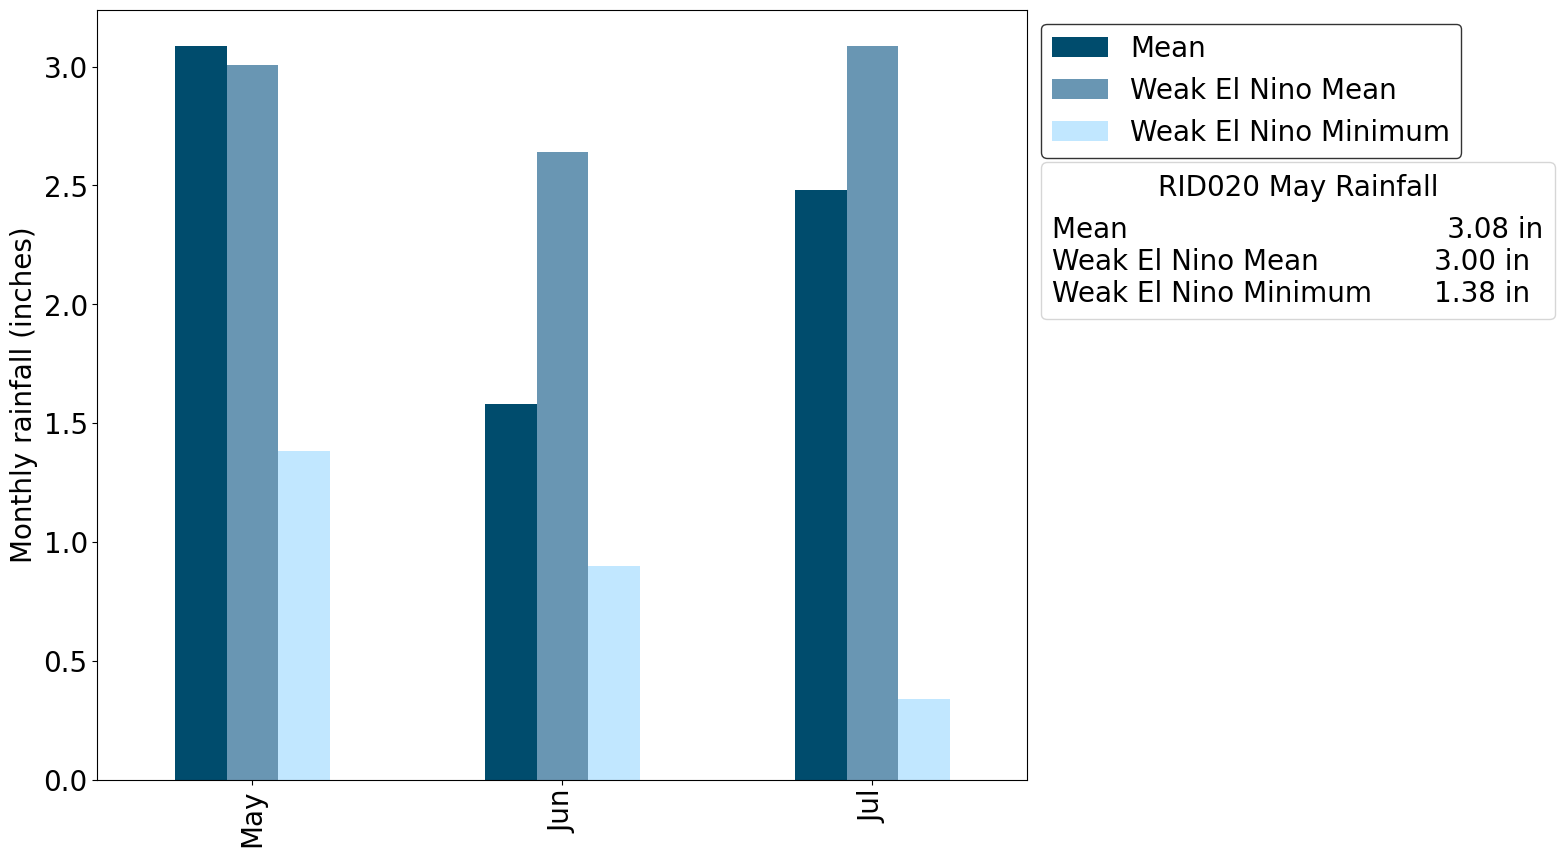 Monthly rainfall (inches)
3.0
2.5
2.0
1.5
1.0
0.5
0.0
May
Jun
Jul
Mean
Weak El Nino Mean
Weak El Nino Minimum
RID020 May Rainfall
Mean 3.08 in
Weak El Nino Mean 3.00 in
Weak El Nino Minimum 1.38 in